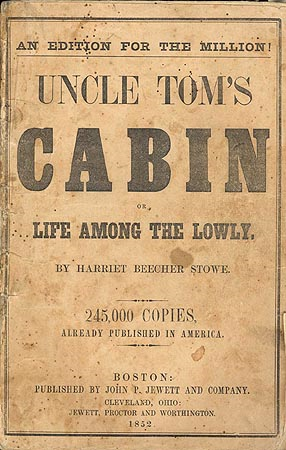 AN EDITION FOR THE MILLION!
UNCLE TOM'S
CABIN
OR,
LIFE AMONG THE LOWLY.
BY HARRIET BEECHER STOWE.
245,000 COPIES,
ALREADY PUBLISHED IN AMERICA.
BOSTON:
PUBLISHED BY JOHN P. JEWETT AND COMPANY.
CLEVELAND, OHIO:
JEWETT, PROCTOR AND WORTHINGTON.
1852